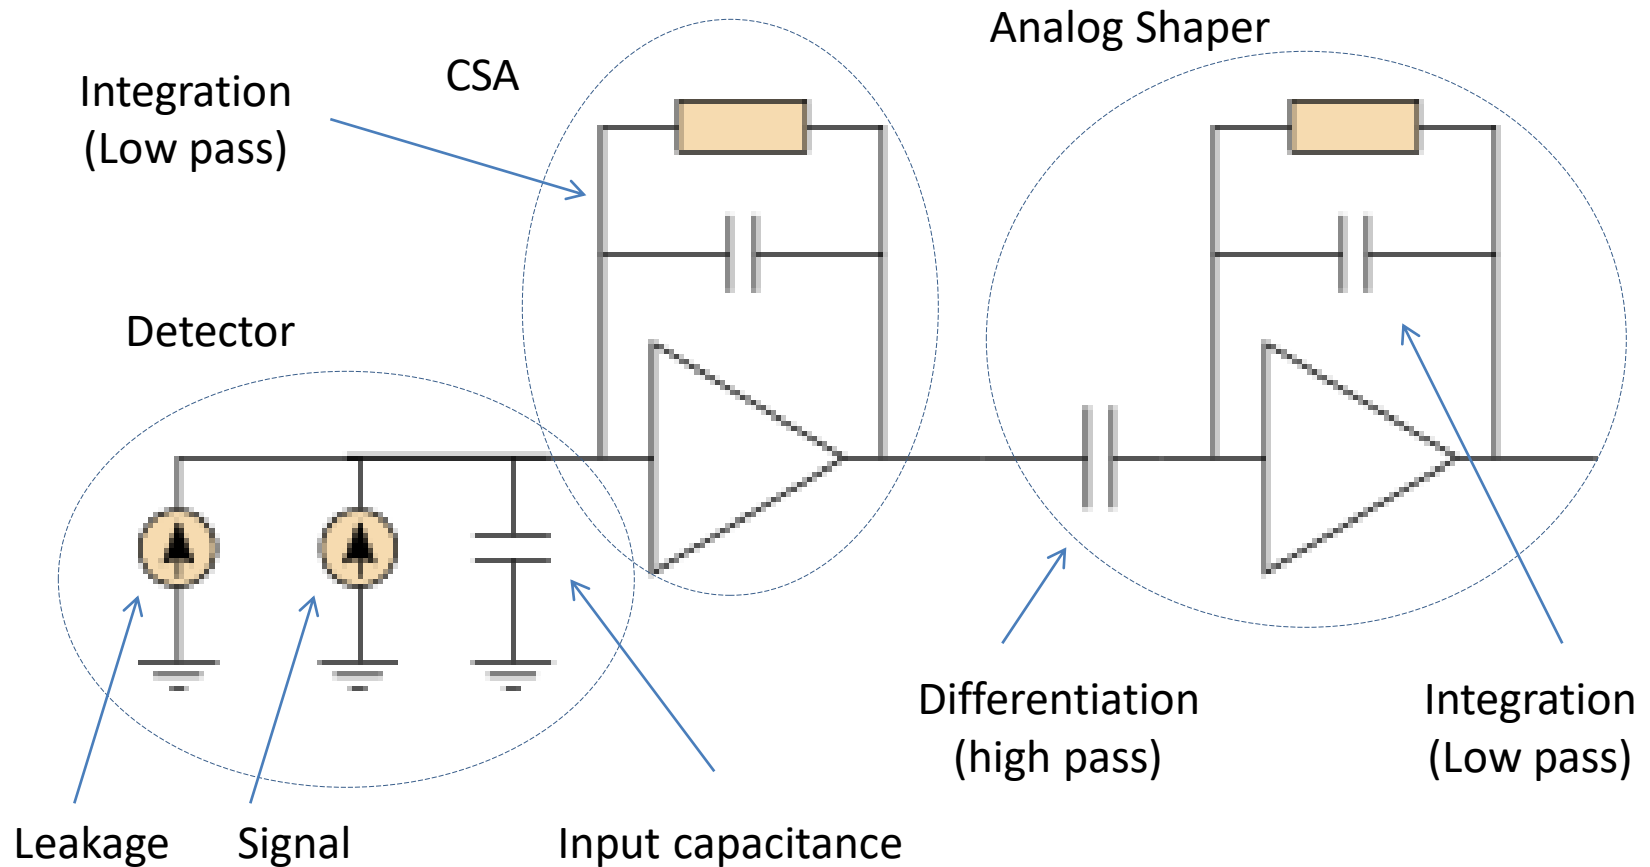 Analog Shaper
CSA
Integration
(Low pass)
Detector
Differentiation
(high pass)
Integration
(Low pass)
Leakage
Signal
Input capacitance